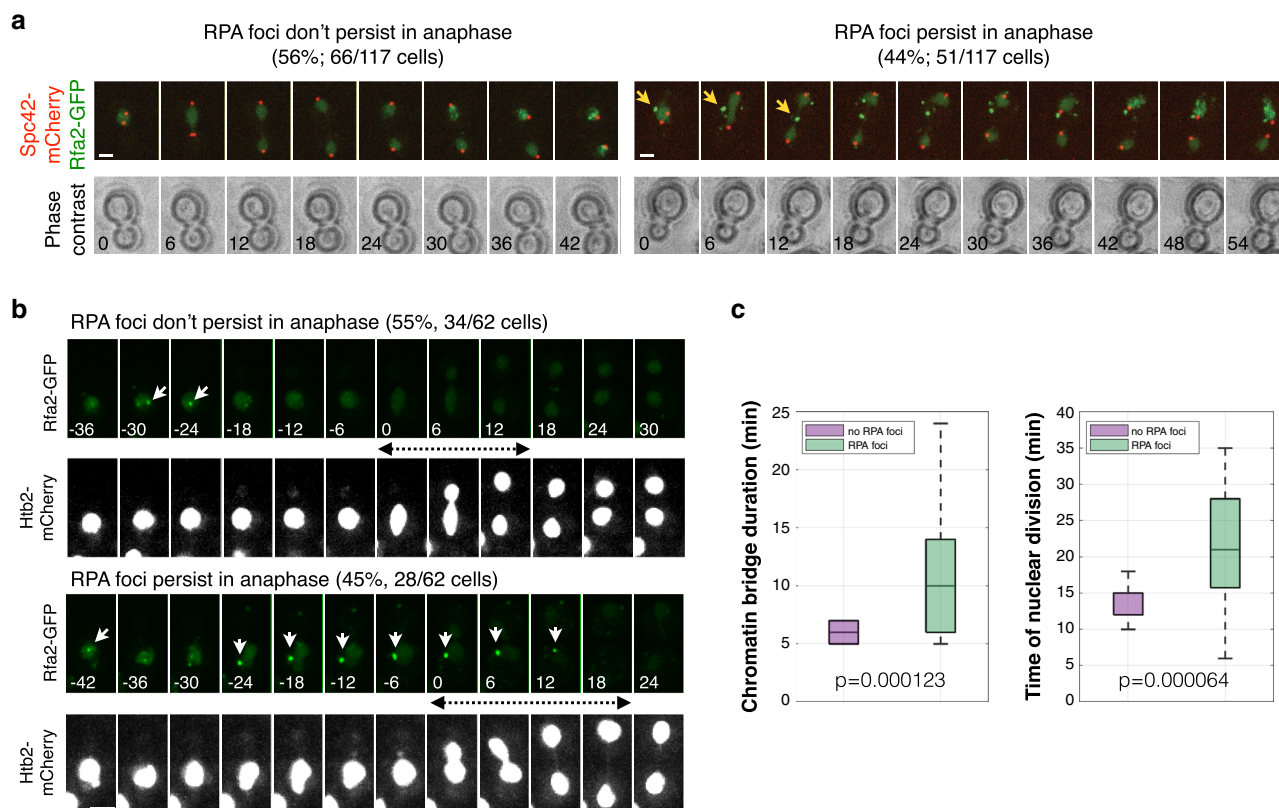 a
RPA foci don't persist in anaphase
(56%; 66/117 cells)
RPA foci persist in anaphase
(44%; 51/117 cells)
Spc42-
mCherry
Rfa2-GFP
Phase
contrast
0 6 12 18 24 30 36 42
0 6 12 18 24 30 36 42 48 54
b
RPA foci don't persist in anaphase (55%, 34/62 cells)
Rfa2-GFP
-36 -30 -24 -18 -12 -6 0 6 12 18 24 30
Htb2-
mCherry
RPA foci persist in anaphase (45%, 28/62 cells)
Rfa2-GFP
-42 -36 -30 -24 -18 -12 -6 0 6 12 18 24
Htb2-
mCherry
c
Chromatin bridge duration (min)
25
20
15
10
5
0
no RPA foci
RPA foci
p=0.000123
Time of nuclear division (min)
40
35
30
25
20
15
10
5
0
no RPA foci
RPA foci
p=0.000064